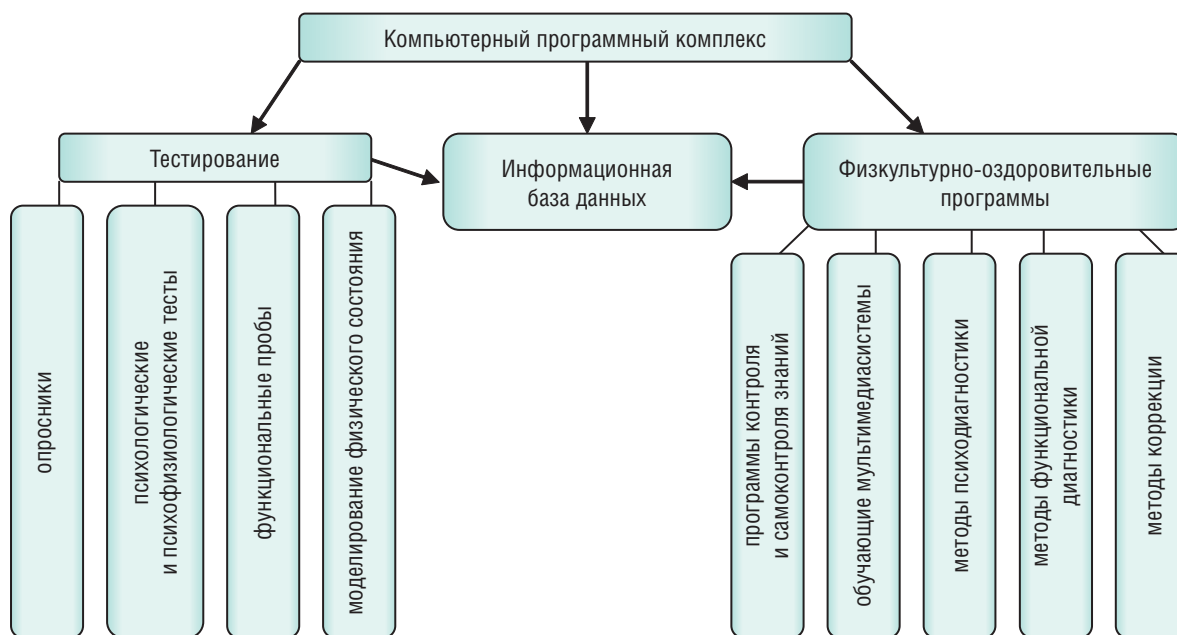 Компьютерный программный комплекс
Тестирование
Информационная
база данных
Физкультурно-оздоровительные
программы
опросники
психологические
и психофизиологические тесты
функциональные пробы
моделирование физического состояния
программы контроля
и самоконтроля знаний
обучающие мультимедиасистемы
методы психодиагностики
методы функциональной
диагностики
методы коррекции